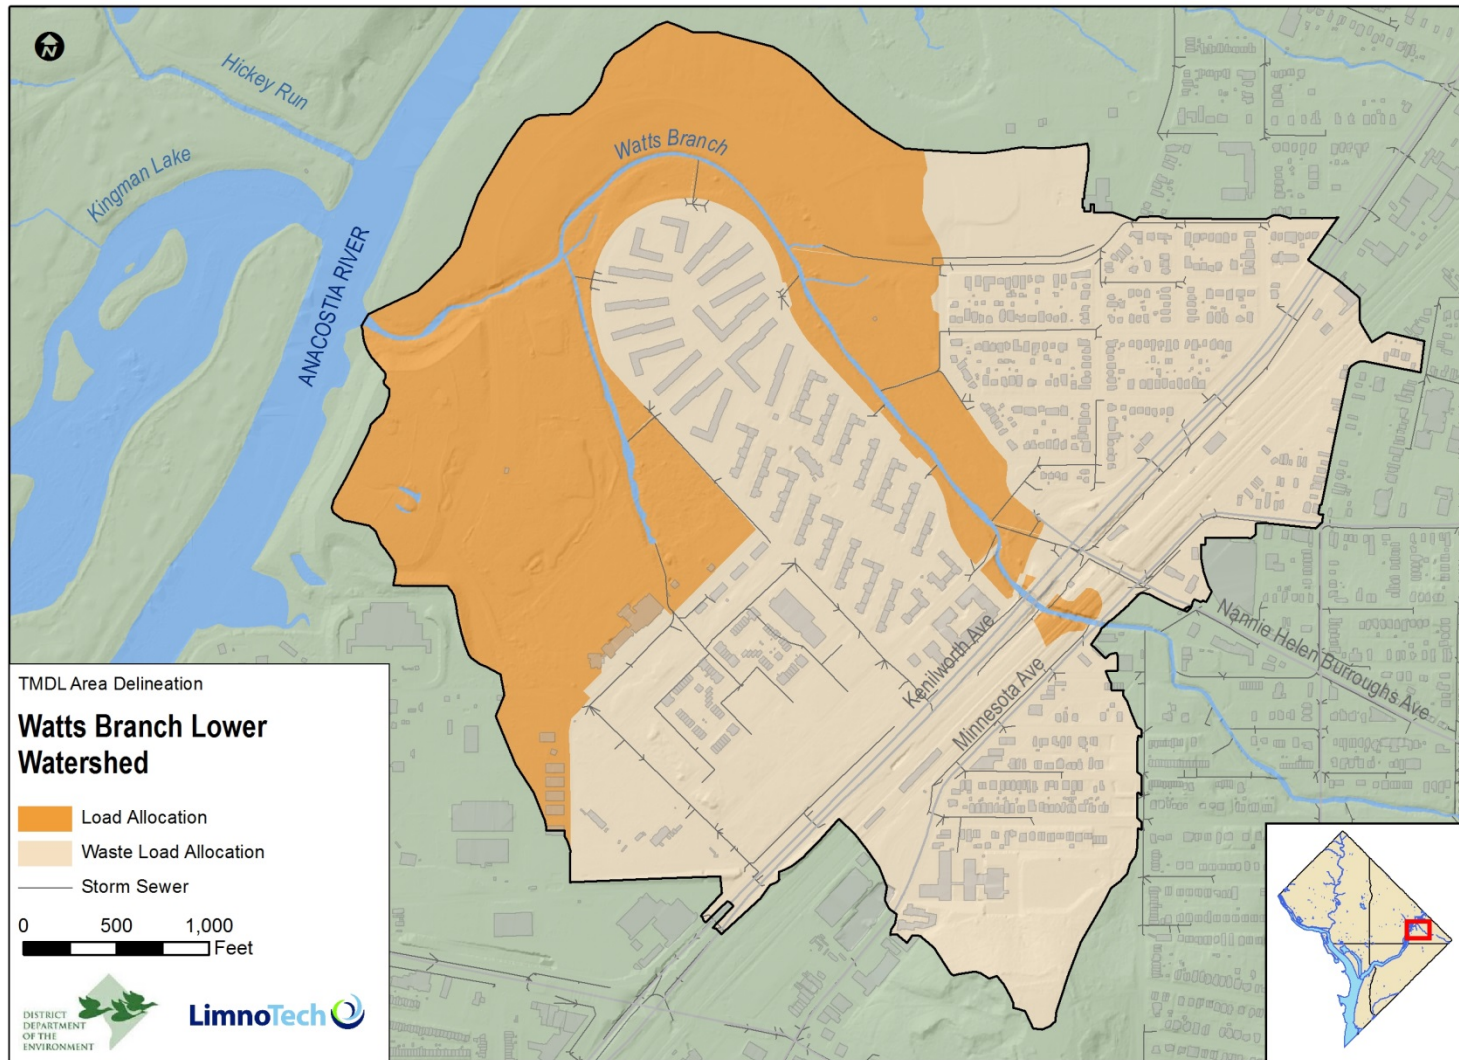 N
Hickey Run
Kingman Lake
ANACOSTIA RIVER
Watts Branch
Kenilworth Ave
Minnesota Ave
Nannie Helen Burroughs Ave
TMDL Area Delineation
Watts Branch Lower
Watershed
Load Allocation
Waste Load Allocation
Storm Sewer
0 500 1,000
Feet
DISTRICT
DEPARTMENT
OF THE
ENVIRONMENT
LimnoTech